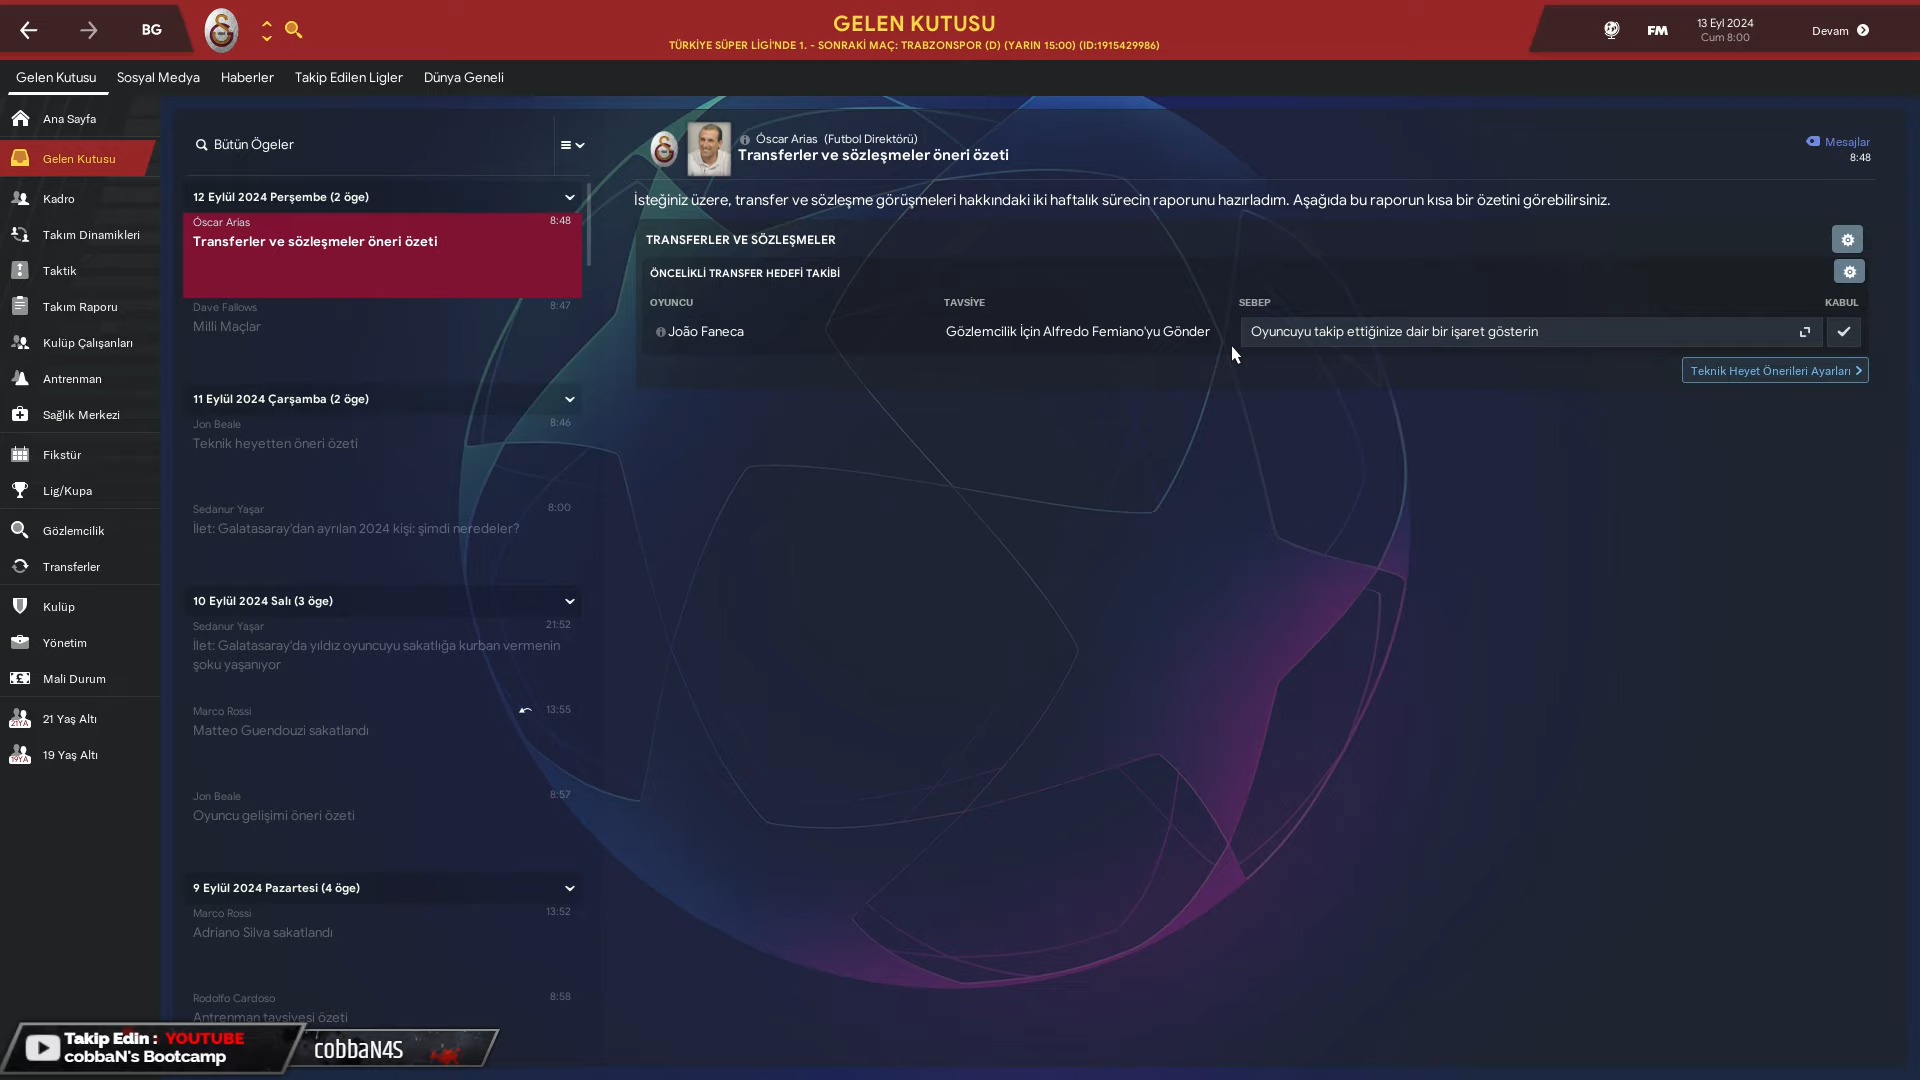 BG
GELEN KUTUSU
TÜRKİYE SÜPER LİGİ'NDE 1. - SONRAKİ MAÇ: TRABZONSPOR (D) (YARIN 15:00) (ID:1915429986)
FM
13 Eyl 2024
Cum 8:00
Devam
Gelen Kutusu
Sosyal Medya
Haberler
Takip Edilen Ligler
Dünya Geneli
Ana Sayfa
Gelen Kutusu
Kadro
Takım Dinamikleri
Taktik
Takım Raporu
Kulüp Çalışanları
Antrenman
Sağlık Merkezi
Fikstür
Lig/Kupa
Gözlemcilik
Transferler
Kulüp
Yönetim
Mali Durum
21YA
21 Yaş Altı
19YA
19 Yaş Altı
Bütün Ögeler
12 Eylül 2024 Perşembe (2 öge)
Óscar Arias
8:48
Transferler ve sözleşmeler öneri özeti
Dave Fallows
8:47
Milli Maçlar
11 Eylül 2024 Çarşamba (2 öge)
Jon Beale
8:46
Teknik heyetten öneri özeti
Sedanur Yaşar
8:00
İlet: Galatasaray'dan ayrılan 2024 kişi: şimdi neredeler?
10 Eylül 2024 Salı (3 öge)
Sedanur Yaşar
21:52
İlet: Galatasaray'da yıldız oyuncuyu sakatlığa kurban vermenin
şoku yaşanıyor
Marco Rossi
13:55
Matteo Guendouzi sakatlandı
Jon Beale
8:57
Oyuncu gelişimi öneri özeti
9 Eylül 2024 Pazartesi (4 öge)
Marco Rossi
13:52
Adriano Silva sakatlandı
Rodolfo Cardoso
8:58
Antrenman tavsiyesi özeti
Óscar Arias (Futbol Direktörü)
Transferler ve sözleşmeler öneri özeti
Mesajlar
8:48
İsteğiniz üzere, transfer ve sözleşme görüşmeleri hakkındaki iki haftalık sürecin raporunu hazırladım. Aşağıda bu raporun kısa bir özetini görebilirsiniz.
TRANSFERLER VE SÖZLEŞMELER
ÖNCELİKLİ TRANSFER HEDEFİ TAKİBİ
OYUNCU
TAVSİYE
SEBEP
KABUL
João Faneca
Gözlemcilik İçin Alfredo Femiano'yu Gönder
Oyuncuyu takip ettiğinize dair bir işaret gösterin
Teknik Heyet Önerileri Ayarları
Takip Edin : YOUTUBE
cobbaN's Bootcamp
cobbaN4S